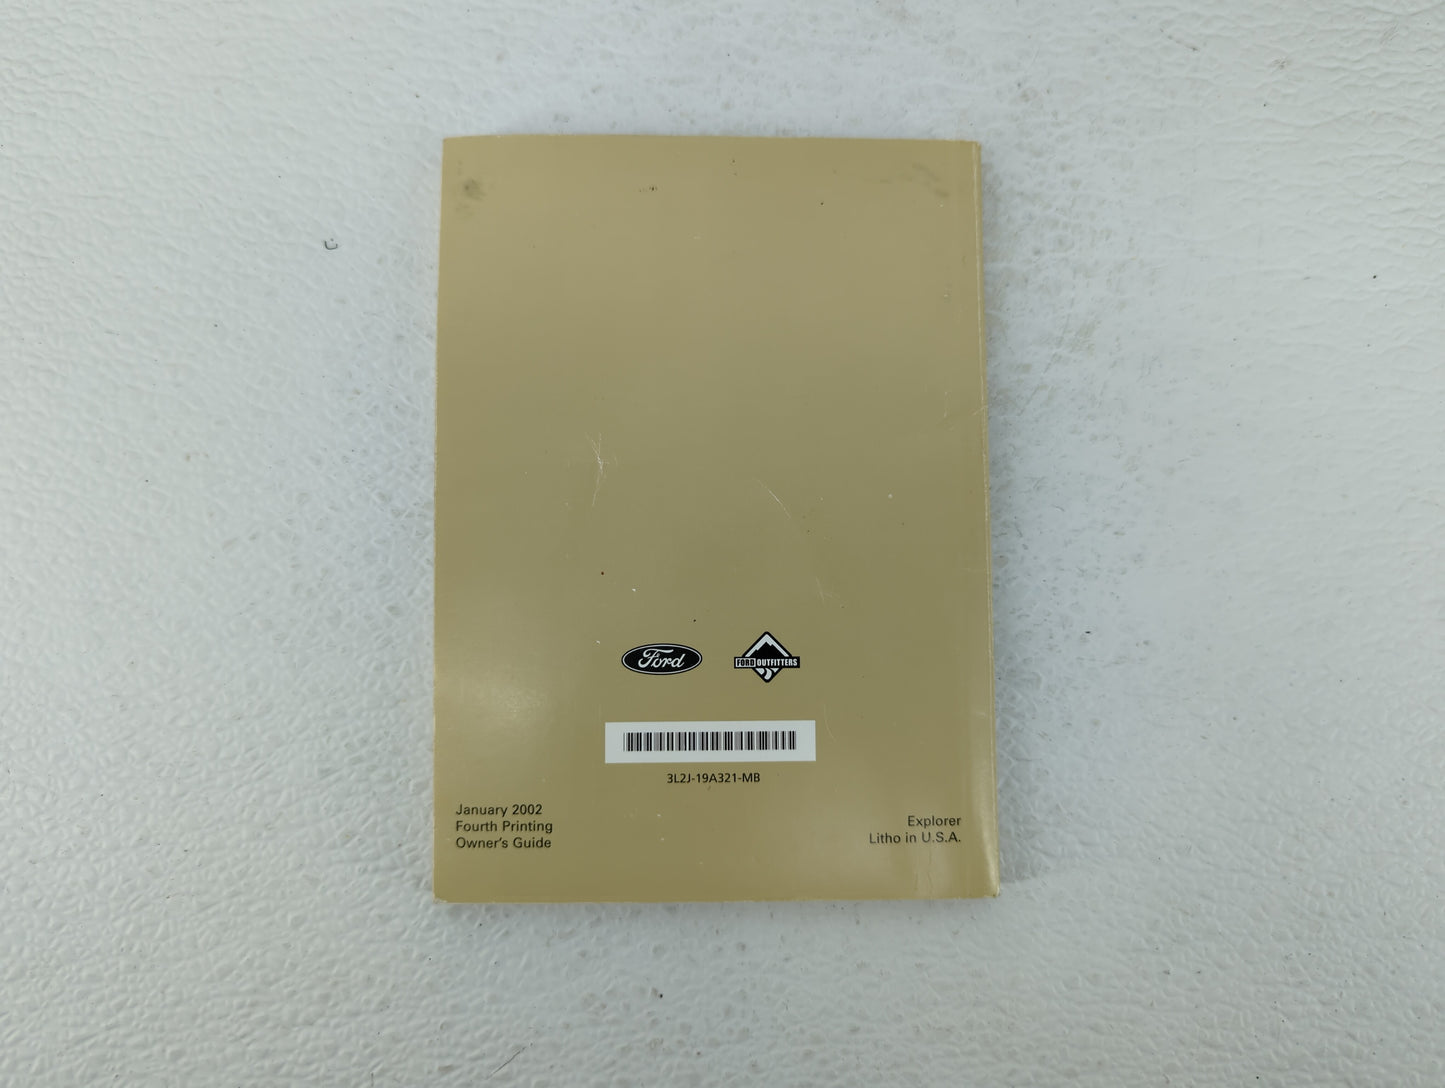 Ford
FORD OUTFITTERS
3L2J-19A321-MB
January 2002
Fourth Printing
Owner's Guide
Explorer
Litho in U.S.A.